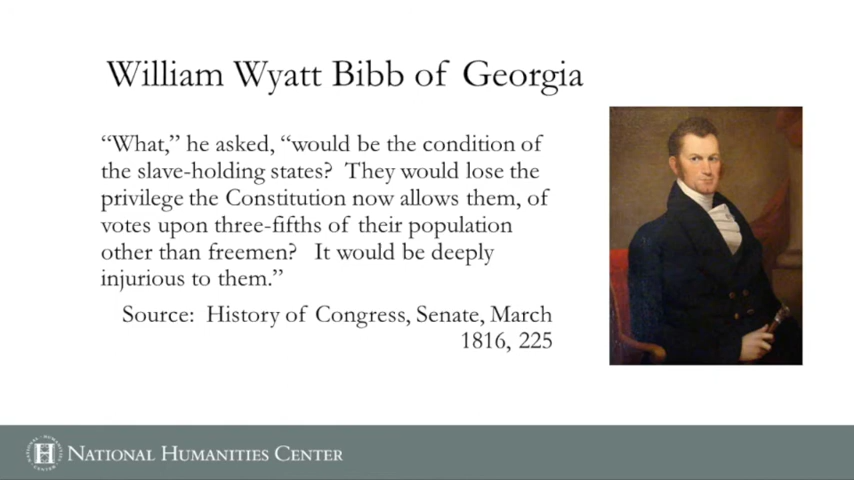 William Wyatt Bibb of Georgia
“What,” he asked, “would be the condition of
the slave-holding states?  They would lose the
privilege the Constitution now allows them, of
votes upon three-fifths of their population
other than freemen?   It would be deeply
injurious to them.”
Source:  History of Congress, Senate, March
1816, 225
H
NATIONAL HUMANITIES CENTER